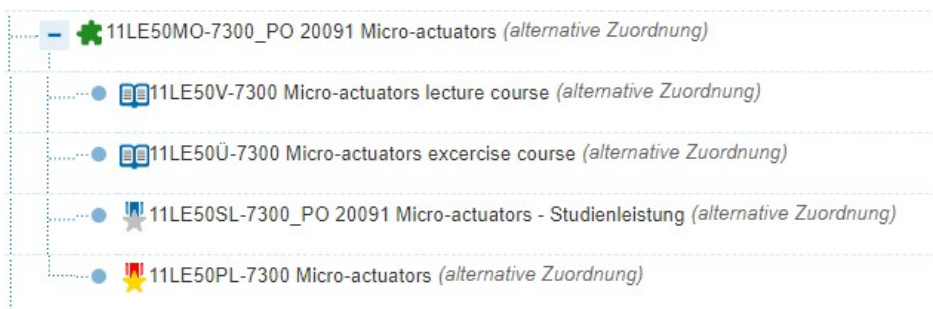 11LE50MO-7300_PO 20091 Micro-actuators (alternative Zuordnung)
11LE50V-7300 Micro-actuators lecture course (alternative Zuordnung)
11LE50Ü-7300 Micro-actuators excercise course (alternative Zuordnung)
11LE50SL-7300_PO 20091 Micro-actuators - Studienleistung (alternative Zuordnung)
11LE50PL-7300 Micro-actuators (alternative Zuordnung)